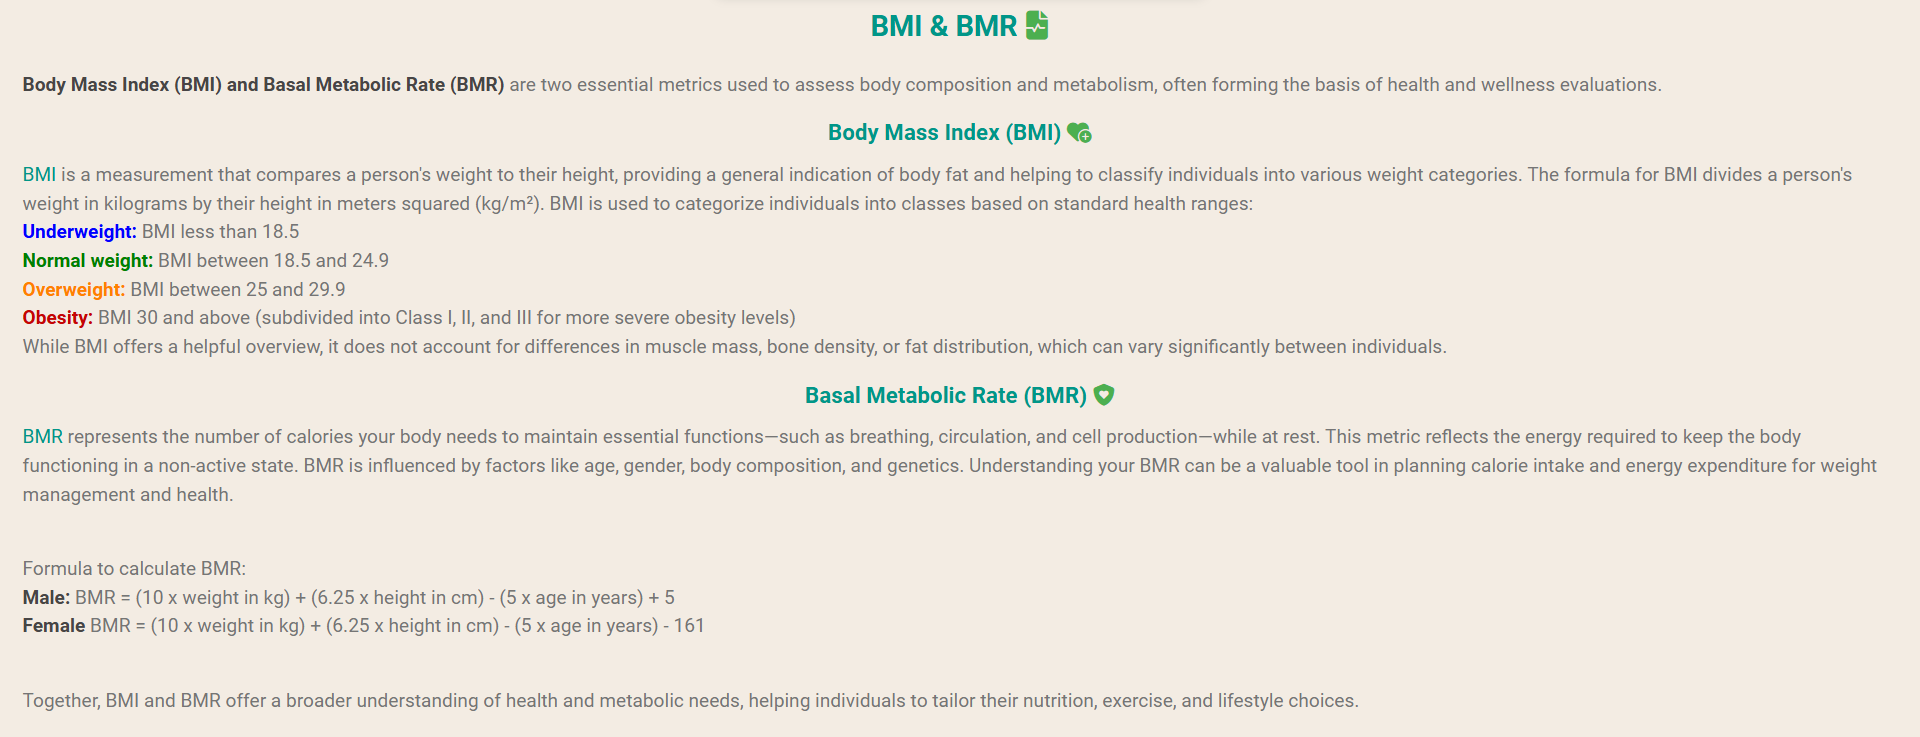 BMI & BMR
Body Mass Index (BMI) and Basal Metabolic Rate (BMR) are two essential metrics used to assess body composition and metabolism, often forming the basis of health and wellness evaluations.
Body Mass Index (BMI)
BMI is a measurement that compares a person's weight to their height, providing a general indication of body fat and helping to classify individuals into various weight categories. The formula for BMI divides a person's
weight in kilograms by their height in meters squared (kg/m²). BMI is used to categorize individuals into classes based on standard health ranges:
Underweight: BMI less than 18.5
Normal weight: BMI between 18.5 and 24.9
Overweight: BMI between 25 and 29.9
Obesity: BMI 30 and above (subdivided into Class I, II, and III for more severe obesity levels)
While BMI offers a helpful overview, it does not account for differences in muscle mass, bone density, or fat distribution, which can vary significantly between individuals.
Basal Metabolic Rate (BMR)
BMR represents the number of calories your body needs to maintain essential functions—such as breathing, circulation, and cell production—while at rest. This metric reflects the energy required to keep the body
functioning in a non-active state. BMR is influenced by factors like age, gender, body composition, and genetics. Understanding your BMR can be a valuable tool in planning calorie intake and energy expenditure for weight
management and health.
Formula to calculate BMR:
Male: BMR = (10 x weight in kg) + (6.25 x height in cm) - (5 x age in years) + 5
Female BMR = (10 x weight in kg) + (6.25 x height in cm) - (5 x age in years) - 161
Together, BMI and BMR offer a broader understanding of health and metabolic needs, helping individuals to tailor their nutrition, exercise, and lifestyle choices.